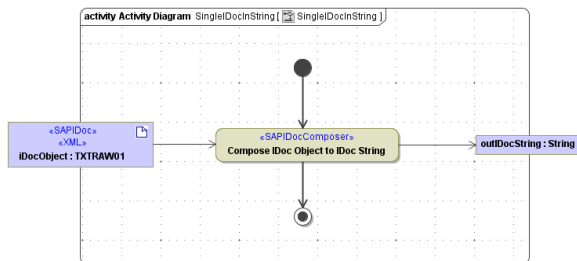 activity Activity Diagram SingleIDocInString [ SingleIDocInString ]
«SAPIDoc»
«XML»
iDocObject : TXTRAW01
«SAPIDocComposer»
Compose IDoc Object to IDoc String
outIDocString : String